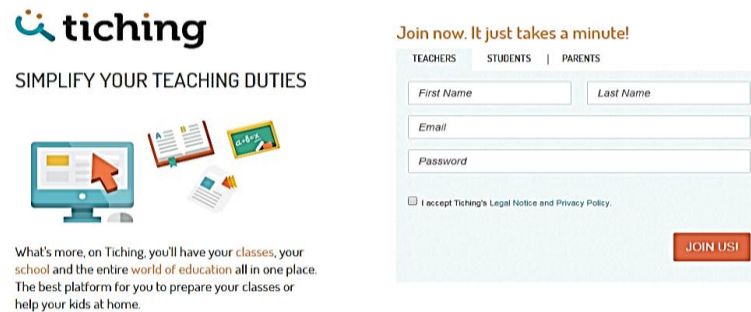 tiching
SIMPLIFY YOUR TEACHING DUTIES
A B
a+b=x
What's more, on Tiching, you'll have your classes, your
school and the entire world of education all in one place.
The best platform for you to prepare your classes or
help your kids at home.
Join now. It just takes a minute!
TEACHERS STUDENTS | PARENTS
First Name Last Name
Email
Password
I accept Tiching's Legal Notice and Privacy Policy.
JOIN US!